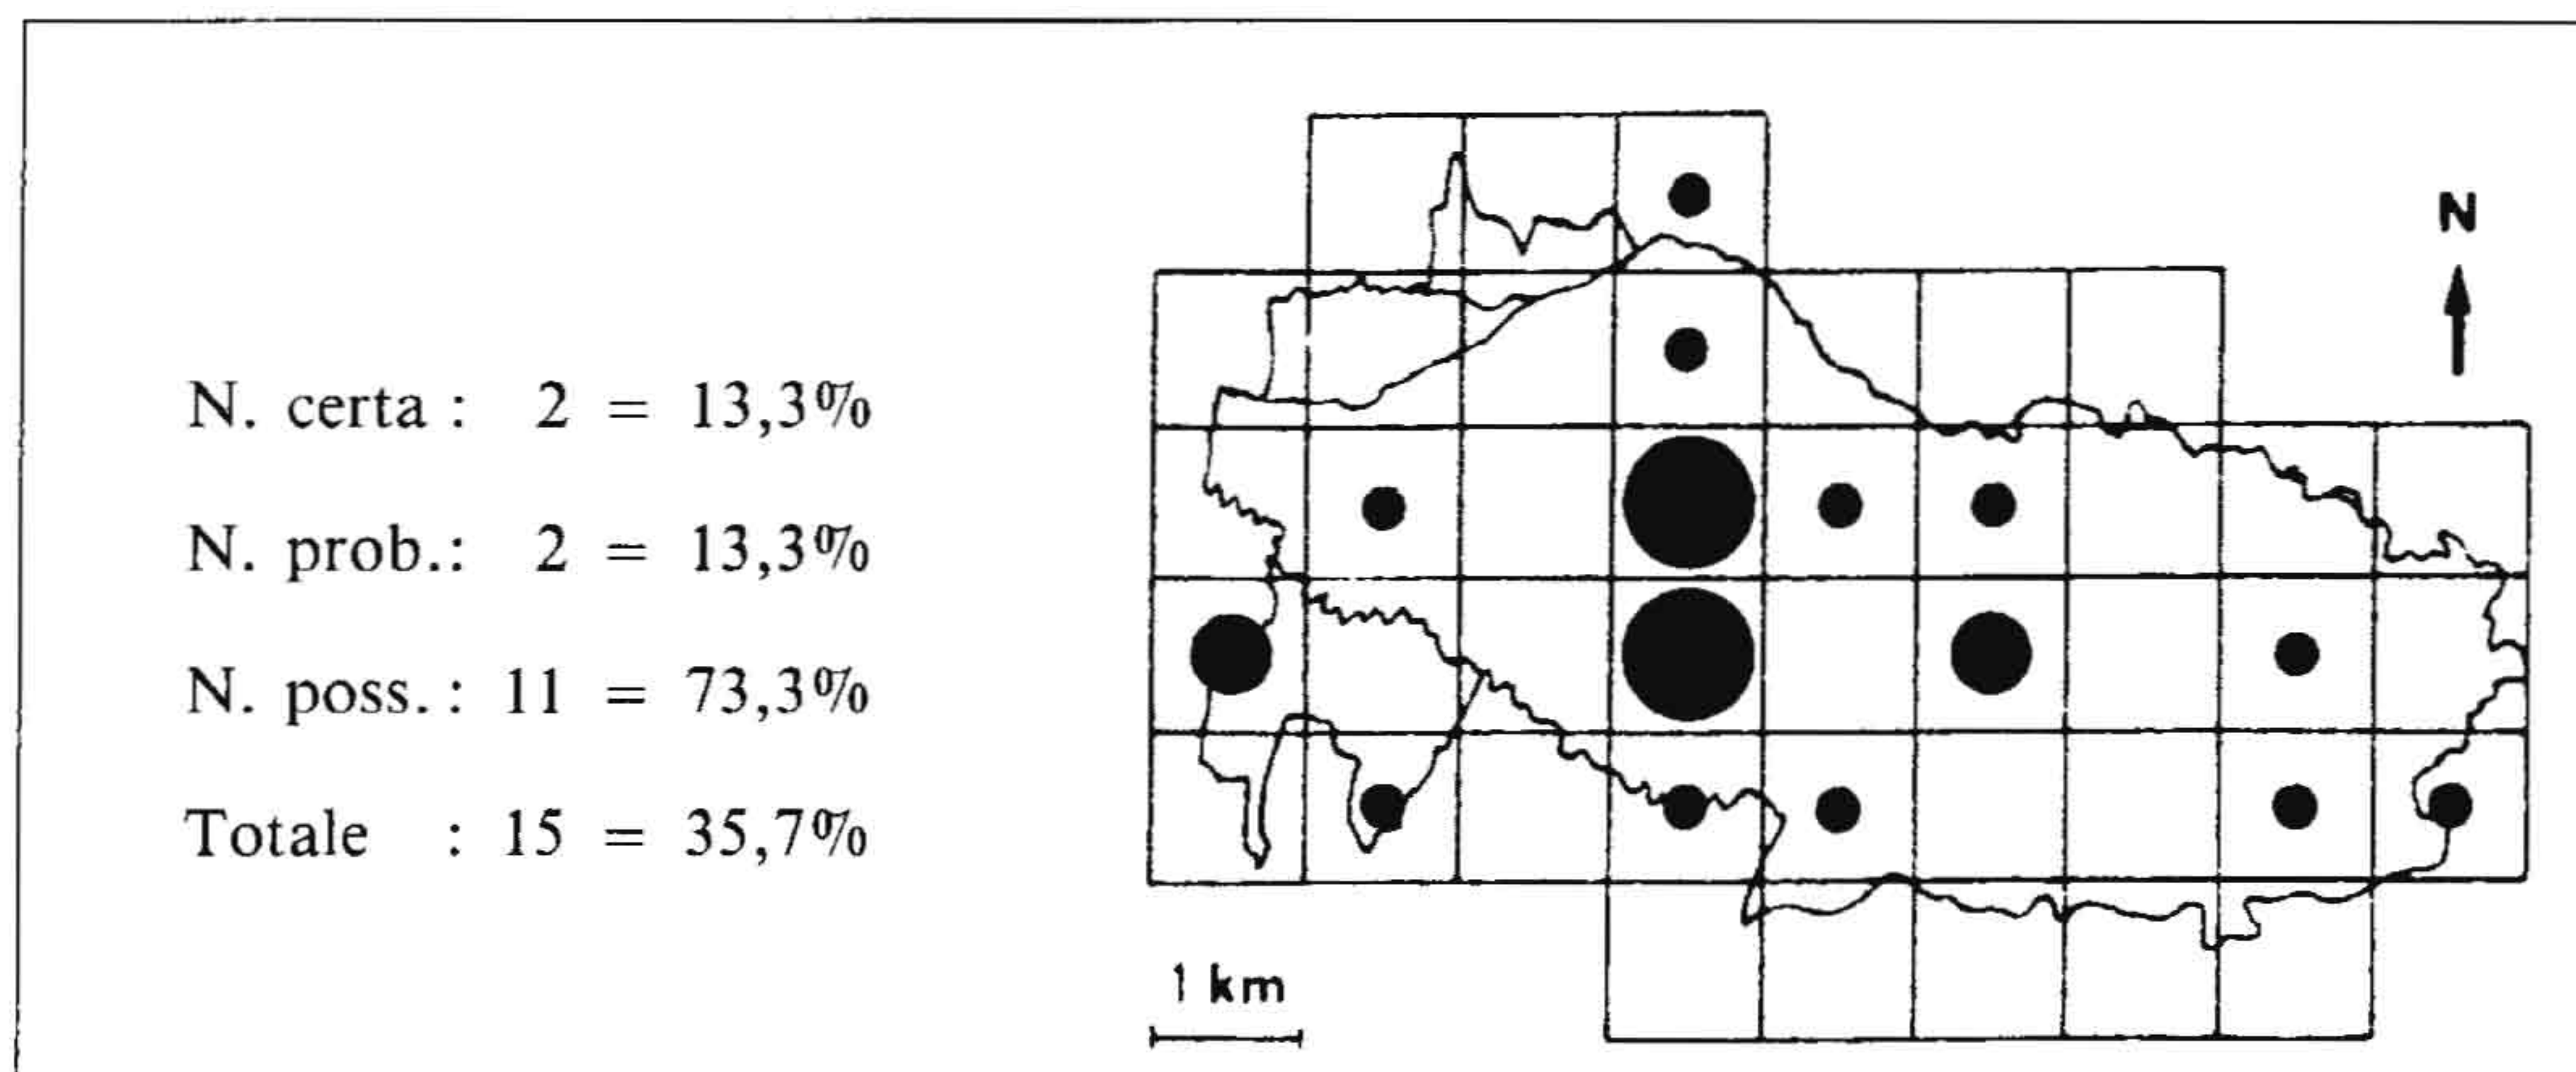 N. certa : 2 = 13,3%
N. prob.: 2 = 13,3%
N. poss. : 11 = 73,3%
Totale : 15 = 35,7%
N
1 km